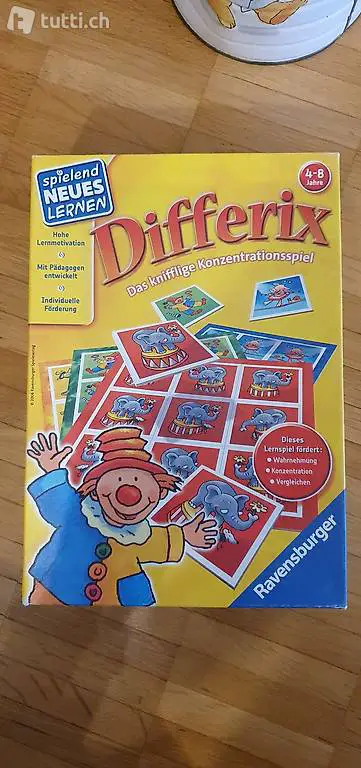 tutti.ch
spielend
NEUES
LERNEN
4-8
Jahre
Differix
Das knifflige Konzentrationsspiel
Hohe
Lernmotivation
Mit Pädagogen
entwickelt
Individuelle
Förderung
Dieses
Lernspiel fördert:
• Wahrnehmung
• Konzentration
• Vergleichen
Ravensburger